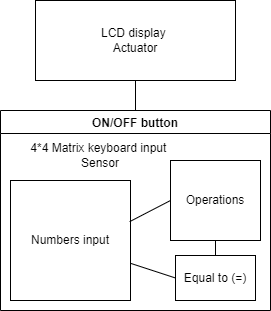 LCD display
Actuator
ON/OFF button
4*4 Matrix keyboard input
Sensor
Numbers input
Operations
Equal to (=)